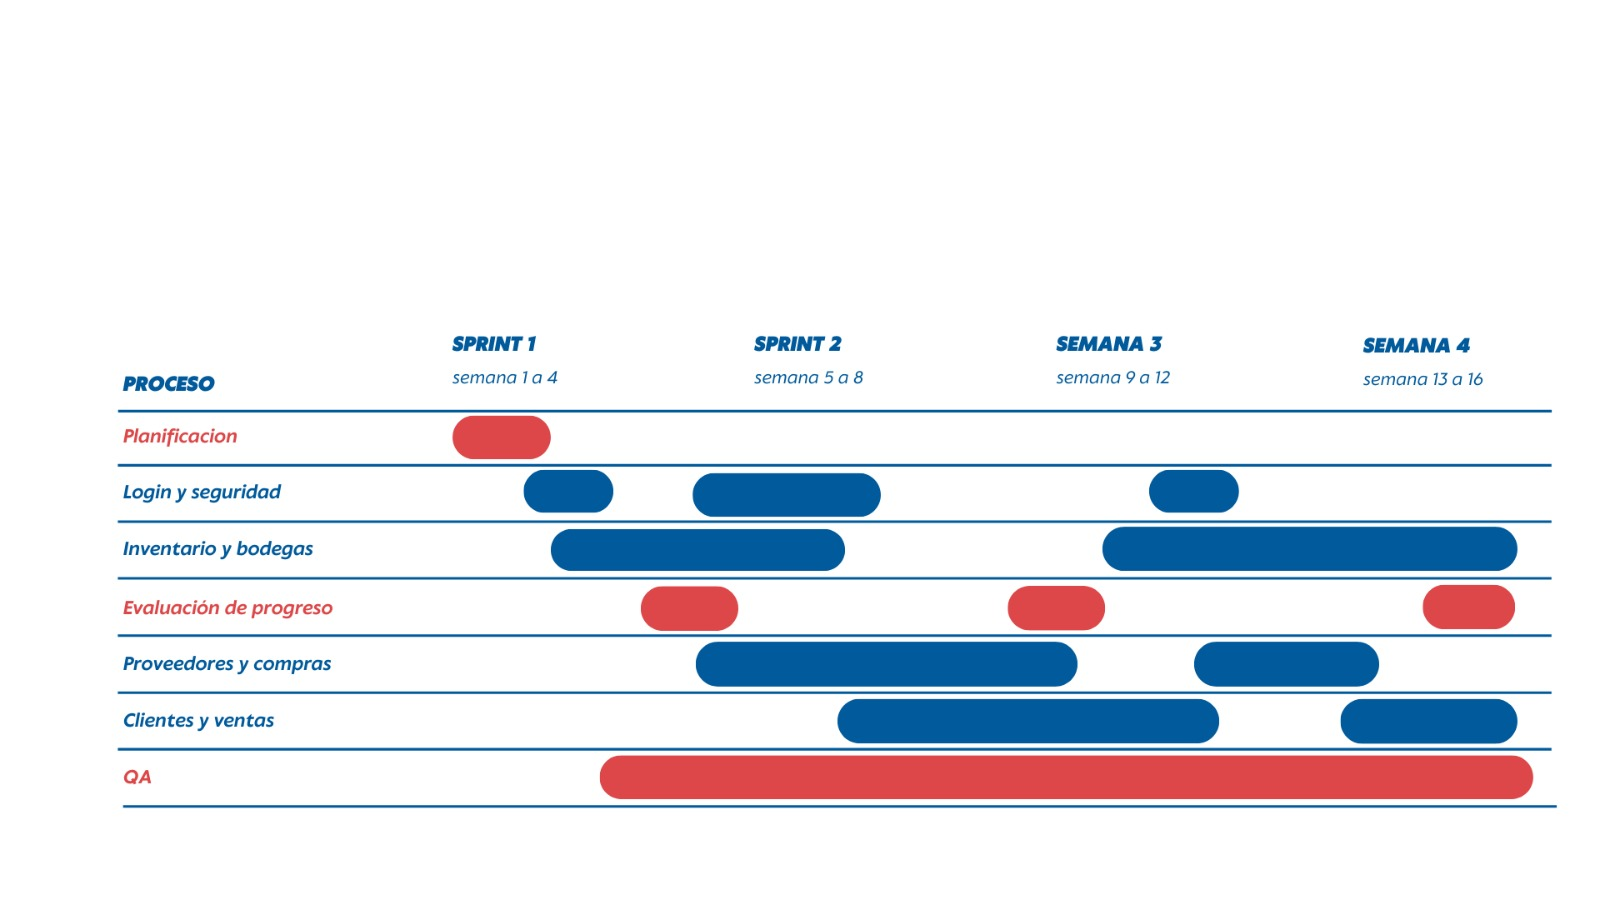 SPRINT 1
SPRINT 2
SEMANA 3
SEMANA 4
semana 1 a 4
semana 5 a 8
semana 9 a 12
semana 13 a 16
PROCESO
Planificacion
Login y seguridad
Inventario y bodegas
Evaluación de progreso
Proveedores y compras
Clientes y ventas
QA